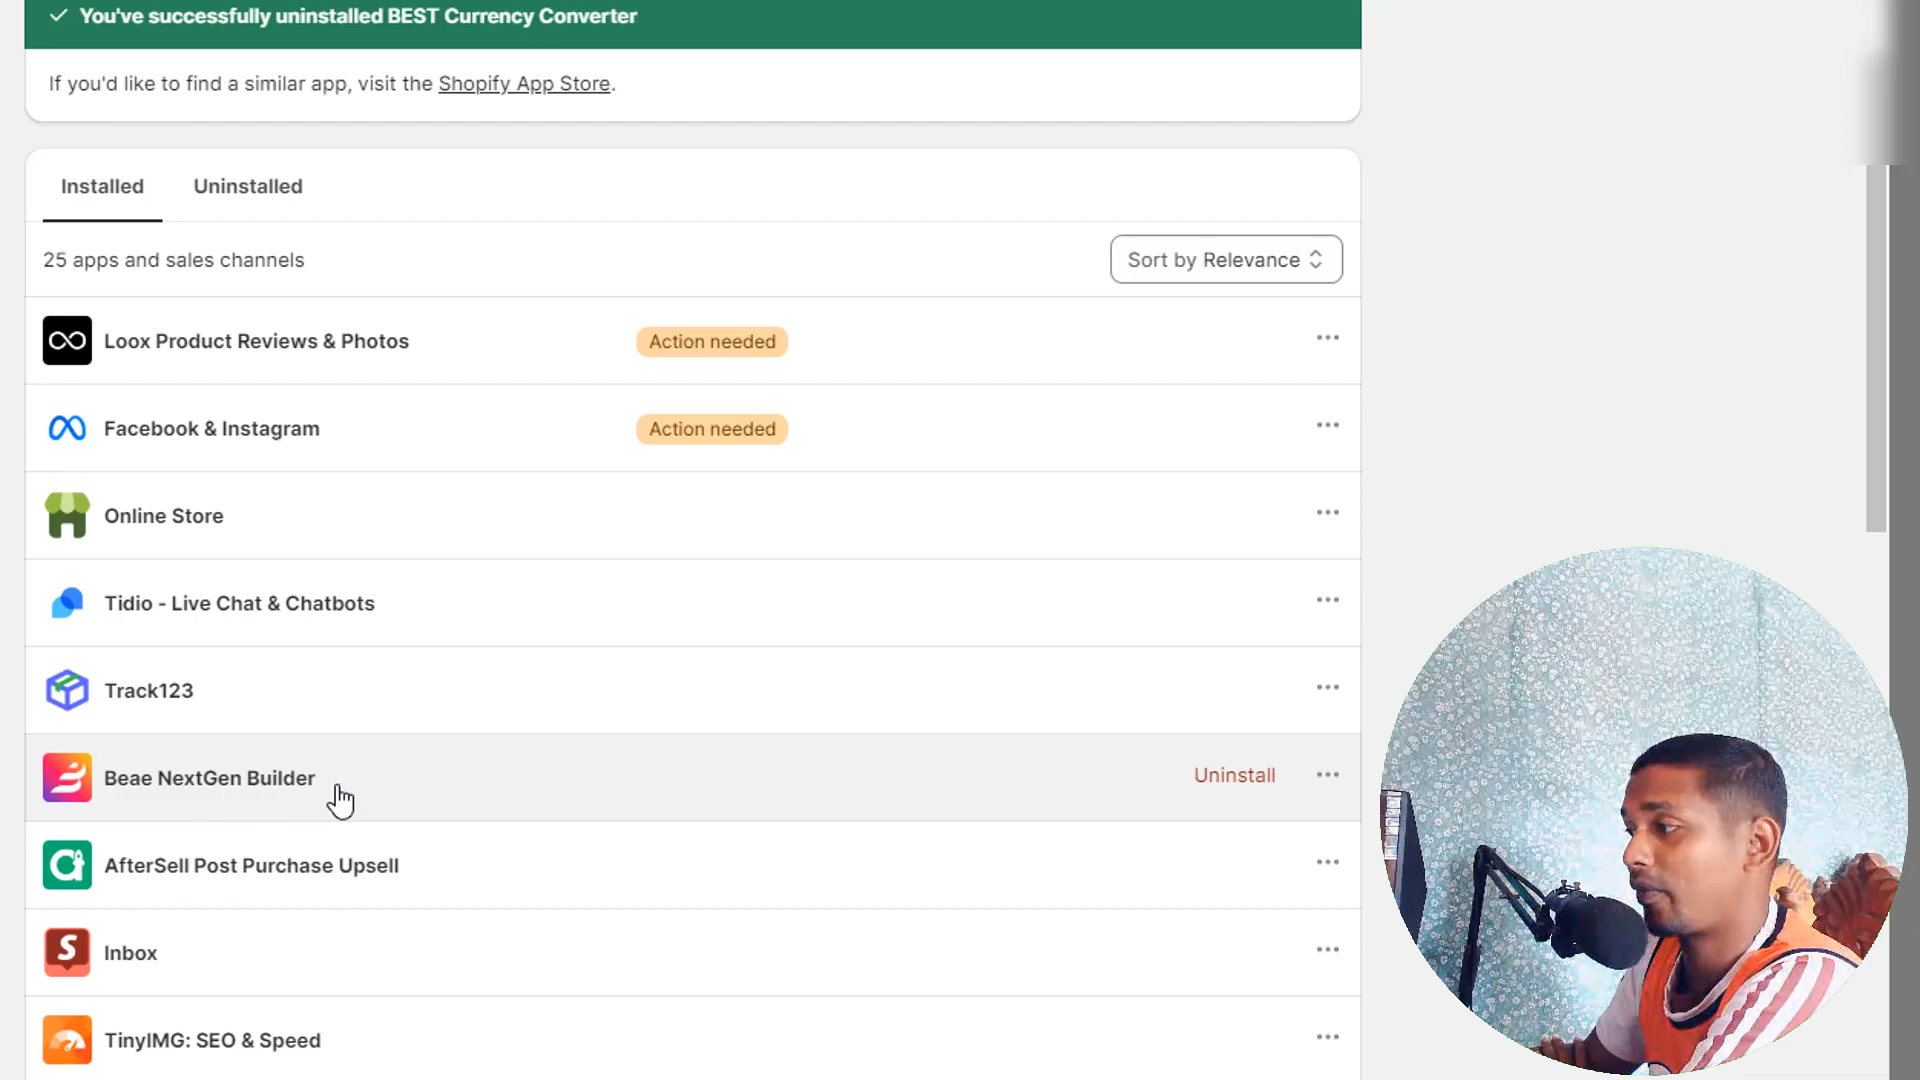 You've successfully uninstalled BEST Currency Converter
If you'd like to find a similar app, visit the Shopify App Store.
Installed Uninstalled
25 apps and sales channels
Sort by Relevance
Loox Product Reviews & Photos Action needed
Facebook & Instagram Action needed
Online Store
Tidio - Live Chat & Chatbots
Track123
Beae NextGen Builder Uninstall
AfterSell Post Purchase Upsell
Inbox
TinyIMG: SEO & Speed